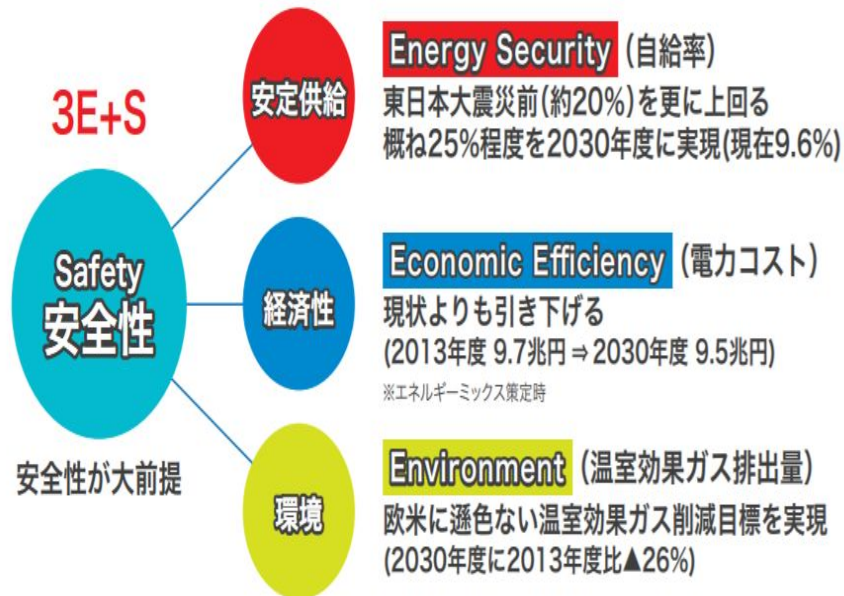 3E+S
Safety
安全性
安全性が大前提
安定供給
Energy Security (自給率)
東日本大震災前(約20%)を更に上回る
概ね25%程度を2030年度に実現(現在9.6%)
経済性
Economic Efficiency (電力コスト)
現状よりも引き下げる
(2013年度 9.7兆円⇒2030年度 9.5兆円)
※エネルギーミックス策定時
環境
Environment (温室効果ガス排出量)
欧米に遜色ない温室効果ガス削減目標を実現
(2030年度に2013年度比▲26%)